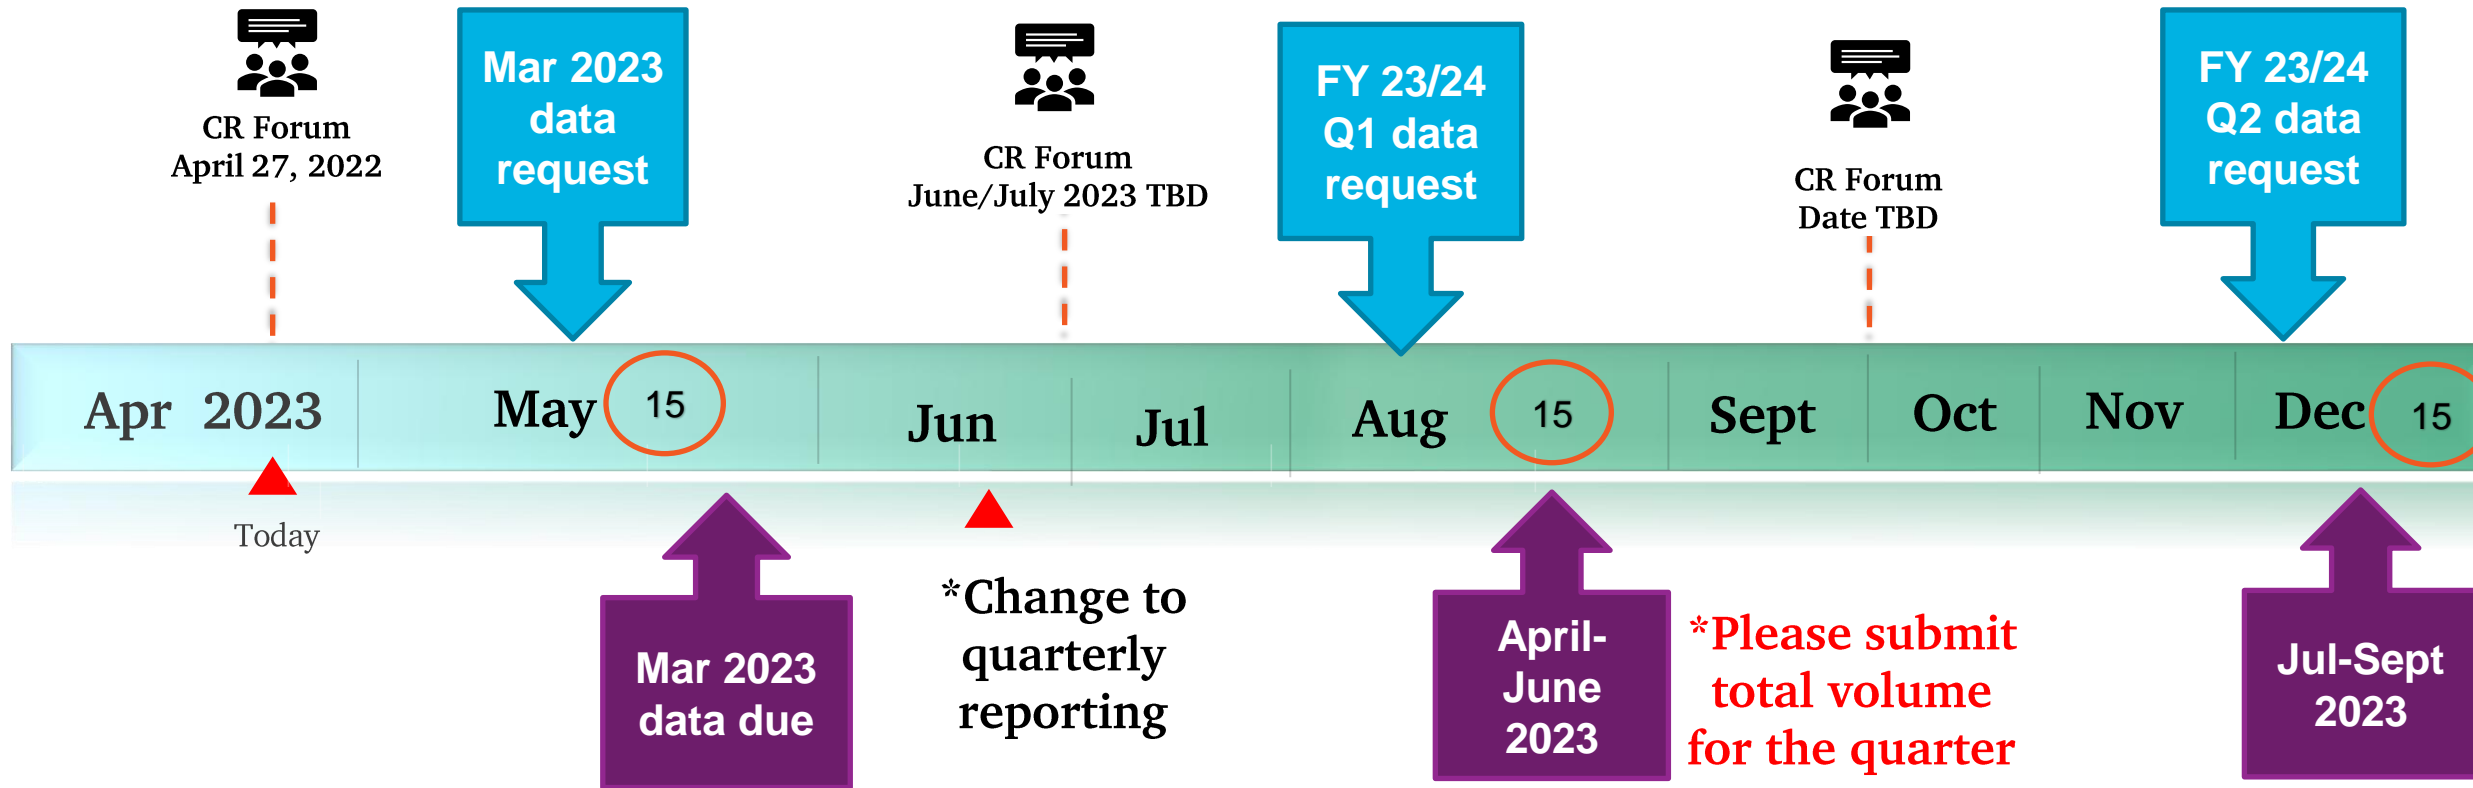 CR Forum
April 27, 2022
Mar 2023
data
request
CR Forum
June/July 2023 TBD
FY 23/24
Q1 data
request
CR Forum
Date TBD
FY 23/24
Q2 data
request
Apr 2023
May
15
Jun
Jul
Aug
15
Sept
Oct
Nov
Dec
15
Today
Mar 2023
data due
*Change to
quarterly
reporting
April-
June
2023
*Please submit
total volume
for the quarter
Jul-Sept
2023